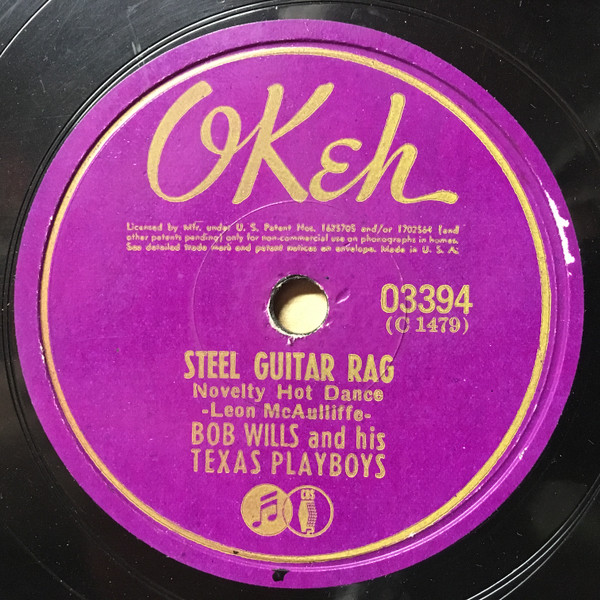 OKeh
Licensed by Mfr. under U. S. Patent Nos. 1625705 and/or 1702564 (and
other patents pending) only for non-commercial use on phonographs in homes.
See detailed trade mark and patent notices on envelope. Made in U. S. A.
03394
(C 1479)
STEEL GUITAR RAG
Novelty Hot Dance
-Leon McAulliffe-
BOB WILLS and his
TEXAS PLAYBOYS
CBS